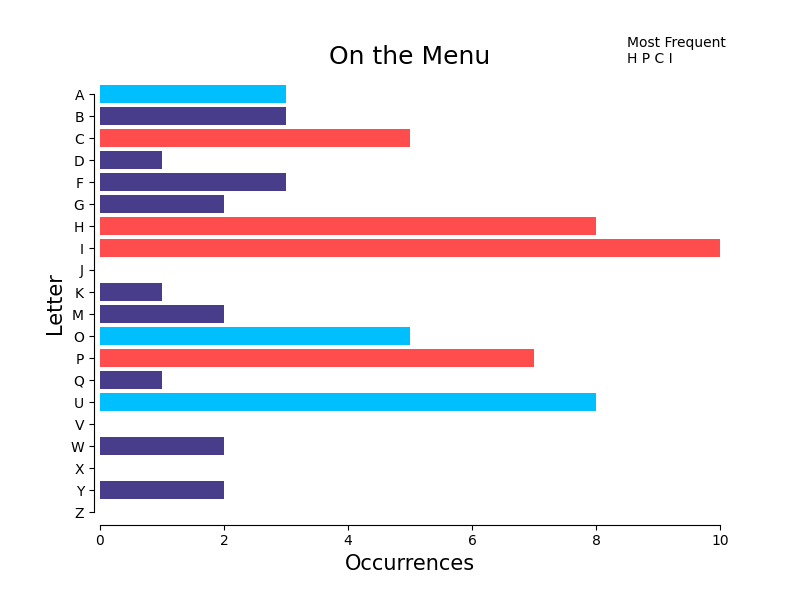 On the Menu
Most Frequent
H P C I
Letter
A
B
C
D
F
G
H
I
J
K
M
O
P
Q
U
V
W
X
Y
Z
0 2 4 6 8 10
Occurrences